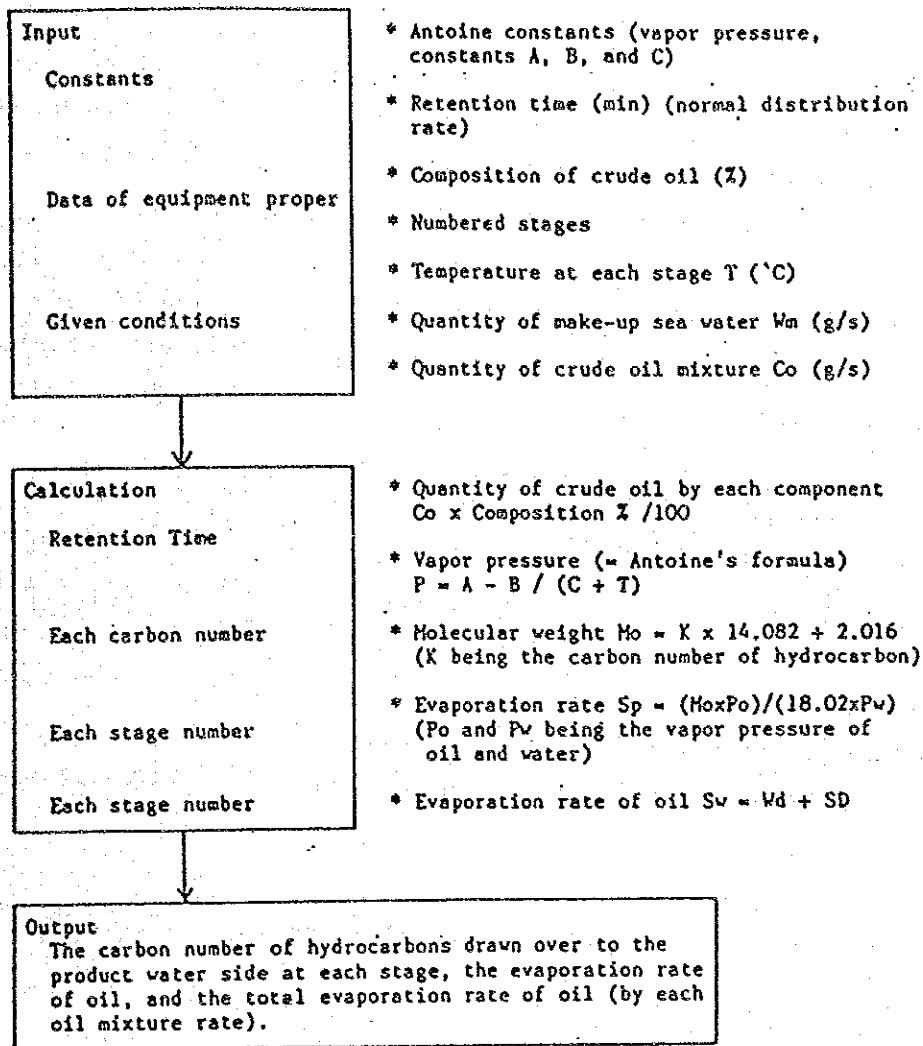 Input
Constants
Data of equipment proper
Given conditions
* Antoine constants (vapor pressure,
constants A, B, and C)
* Retention time (min) (normal distribution
rate)
* Composition of crude oil (%)
* Numbered stages
* Temperature at each stage T (`C)
* Quantity of make-up sea water Wm (g/s)
* Quantity of crude oil mixture Co (g/s)
Calculation
Retention Time
Each carbon number
Each stage number
Each stage number
* Quantity of crude oil by each component
Co x Composition % /100
* Vapor pressure (= Antoine's formula)
P = A - B / (C + T)
* Molecular weight Mo = K x 14.082 + 2.016
(K being the carbon number of hydrocarbon)
* Evaporation rate Sp = (MoxPo)/(18.02xPw)
(Po and Pw being the vapor pressure of
oil and water)
* Evaporation rate of oil Sw = Wd + SD
Output
The carbon number of hydrocarbons drawn over to the
product water side at each stage, the evaporation rate
of oil, and the total evaporation rate of oil (by each
oil mixture rate).